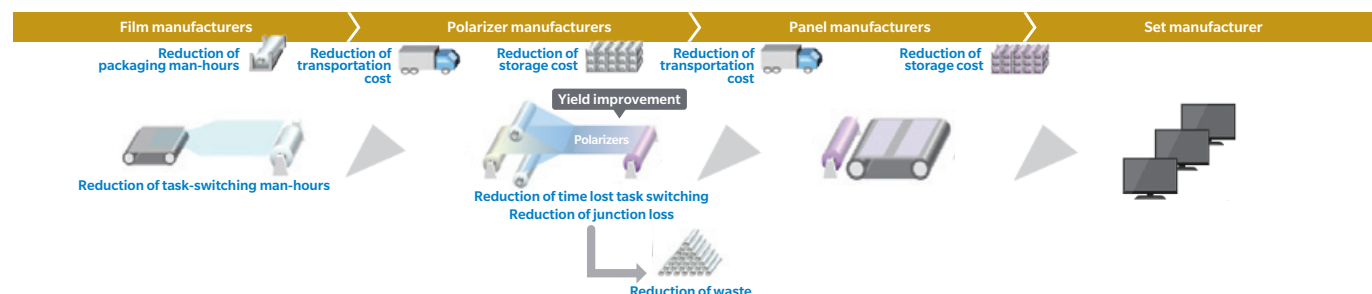 Film manufacturers
Polarizer manufacturers
Panel manufacturers
Set manufacturer
Reduction of
packaging man-hours
Reduction of
transportation
cost
Reduction of
storage cost
Reduction of
transportation
cost
Reduction of
storage cost
Yield improvement
Polarizers
Reduction of task-switching man-hours
Reduction of time lost task switching
Reduction of junction loss
Reduction of waste